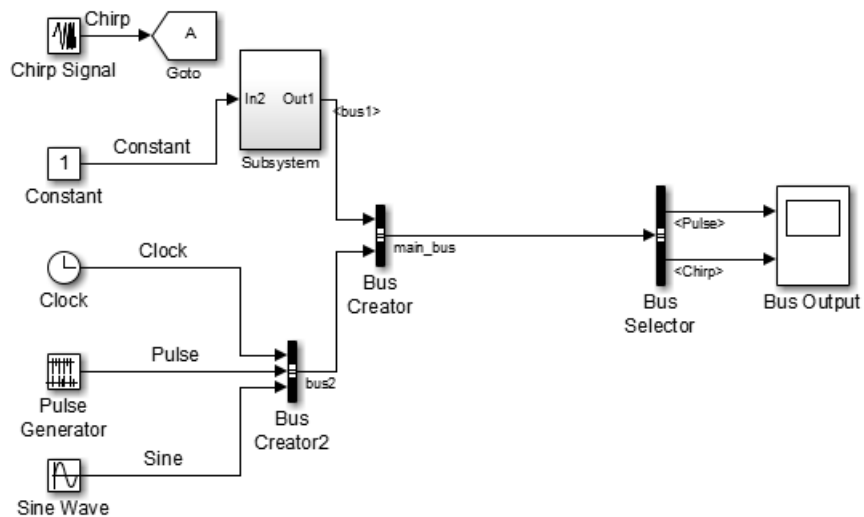 Chirp
A
Chirp Signal
Goto
In2
Out1
<bus1>
Constant
Subsystem
1
Constant
Clock
Clock
main_bus
<Pulse>
<Chirp>
Bus
Creator
Bus
Selector
Bus Output
Pulse
bus2
Pulse
Generator
Bus
Creator2
Sine
Sine Wave